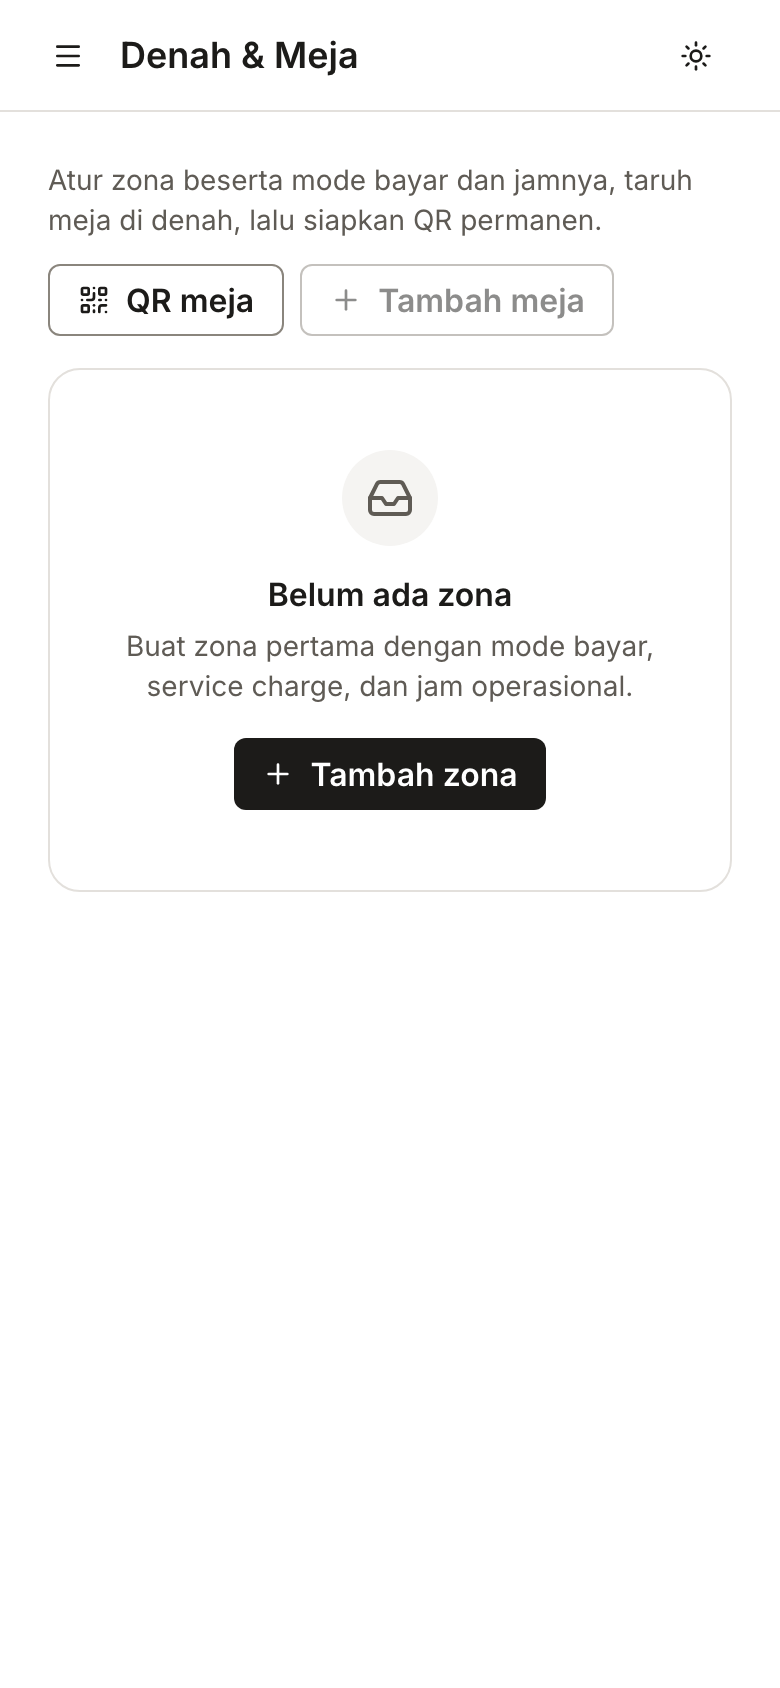 Denah & Meja
Atur zona beserta mode bayar dan jamnya, taruh
meja di denah, lalu siapkan QR permanen.
QR meja
Tambah meja
Belum ada zona
Buat zona pertama dengan mode bayar,
service charge, dan jam operasional.
Tambah zona